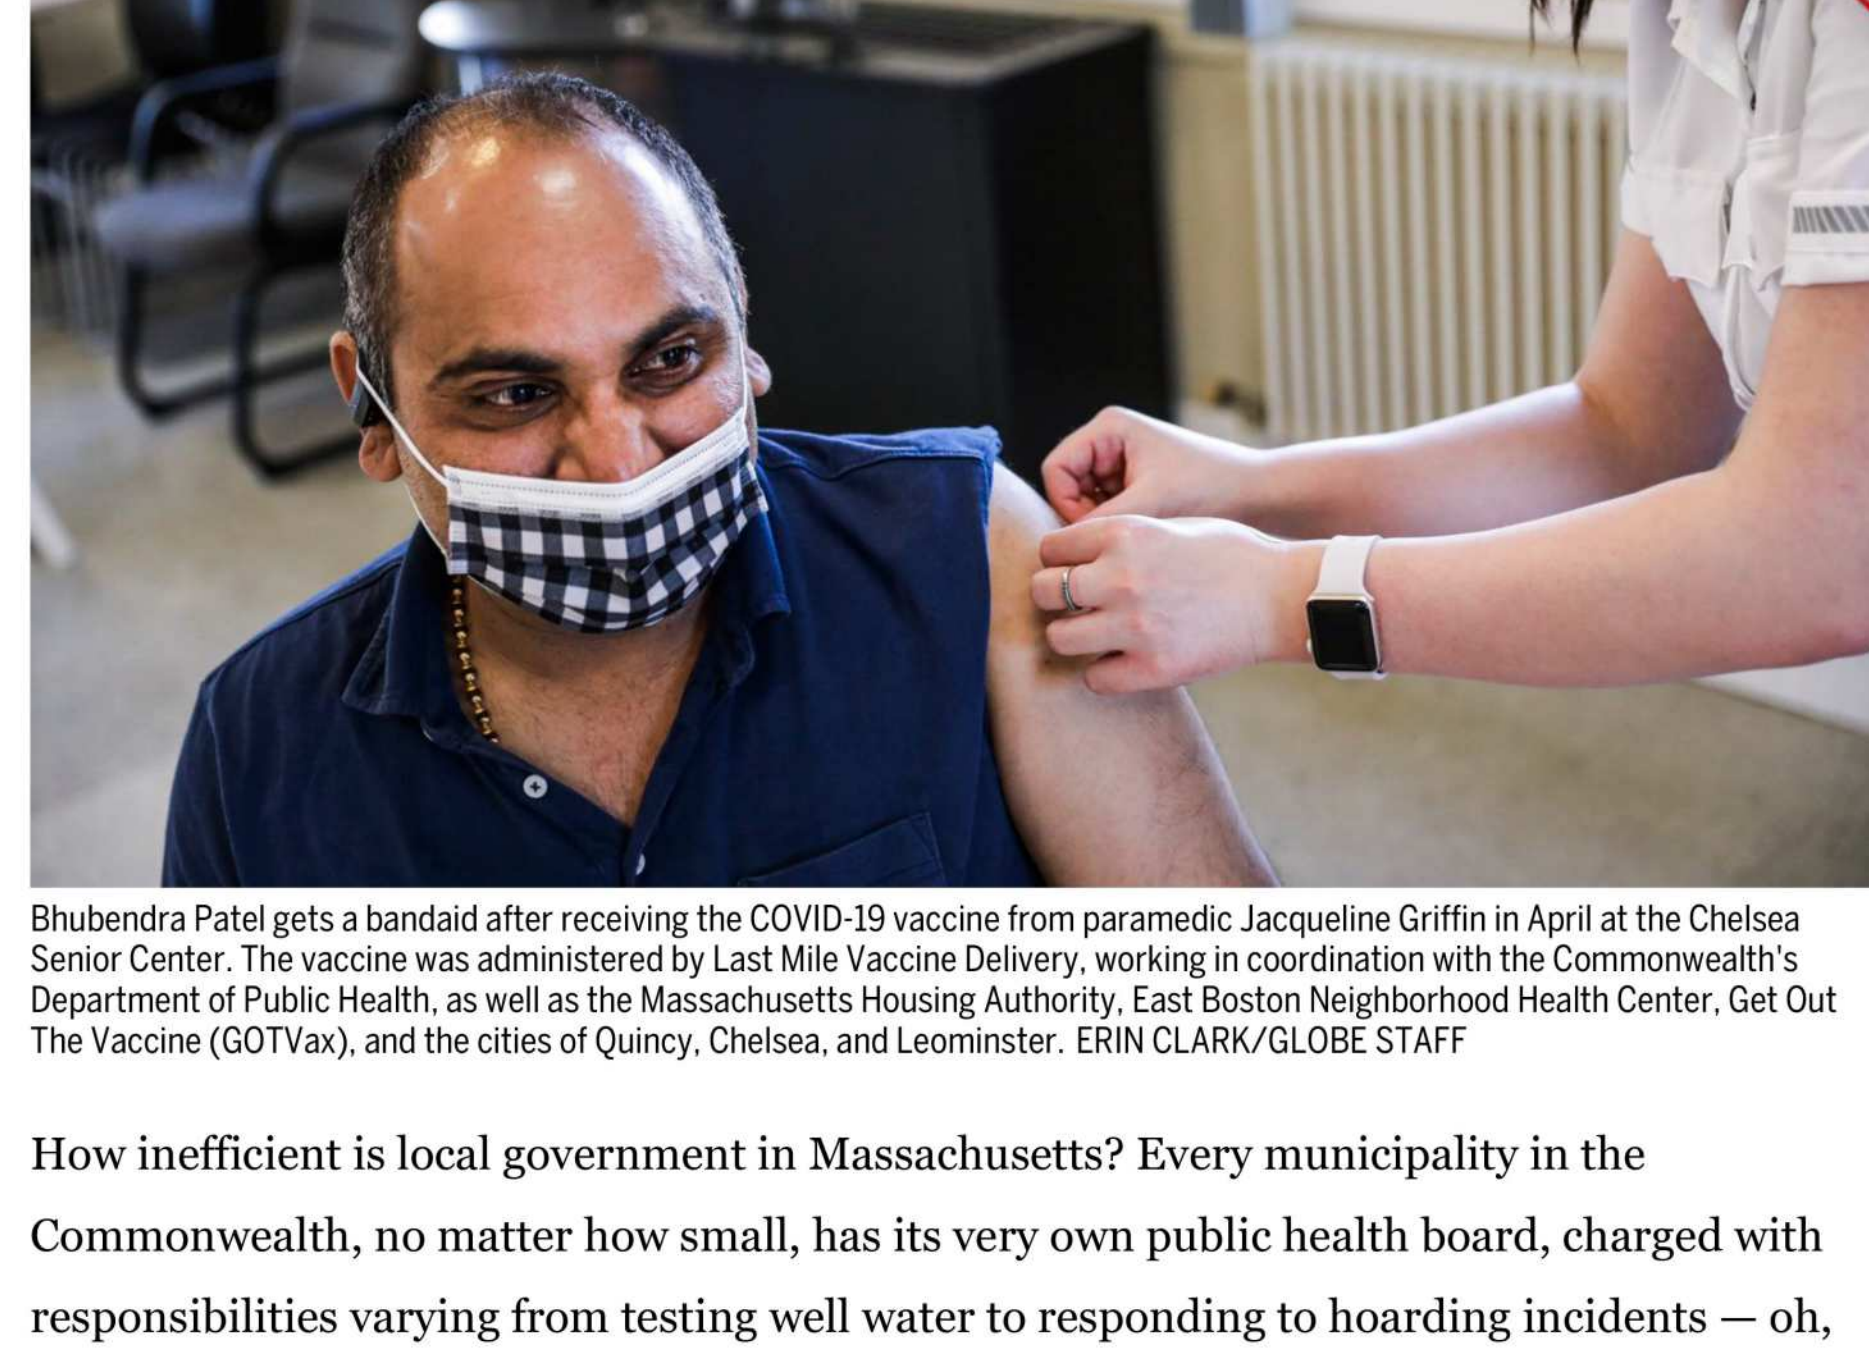 Bhubendra Patel gets a bandaid after receiving the COVID-19 vaccine from paramedic Jacqueline Griffin in April at the Chelsea
Senior Center. The vaccine was administered by Last Mile Vaccine Delivery, working in coordination with the Commonwealth's
Department of Public Health, as well as the Massachusetts Housing Authority, East Boston Neighborhood Health Center, Get Out
The Vaccine (GOTVax), and the cities of Quincy, Chelsea, and Leominster. ERIN CLARK/GLOBE STAFF
How inefficient is local government in Massachusetts? Every municipality in the
Commonwealth, no matter how small, has its very own public health board, charged with
responsibilities varying from testing well water to responding to hoarding incidents — oh,